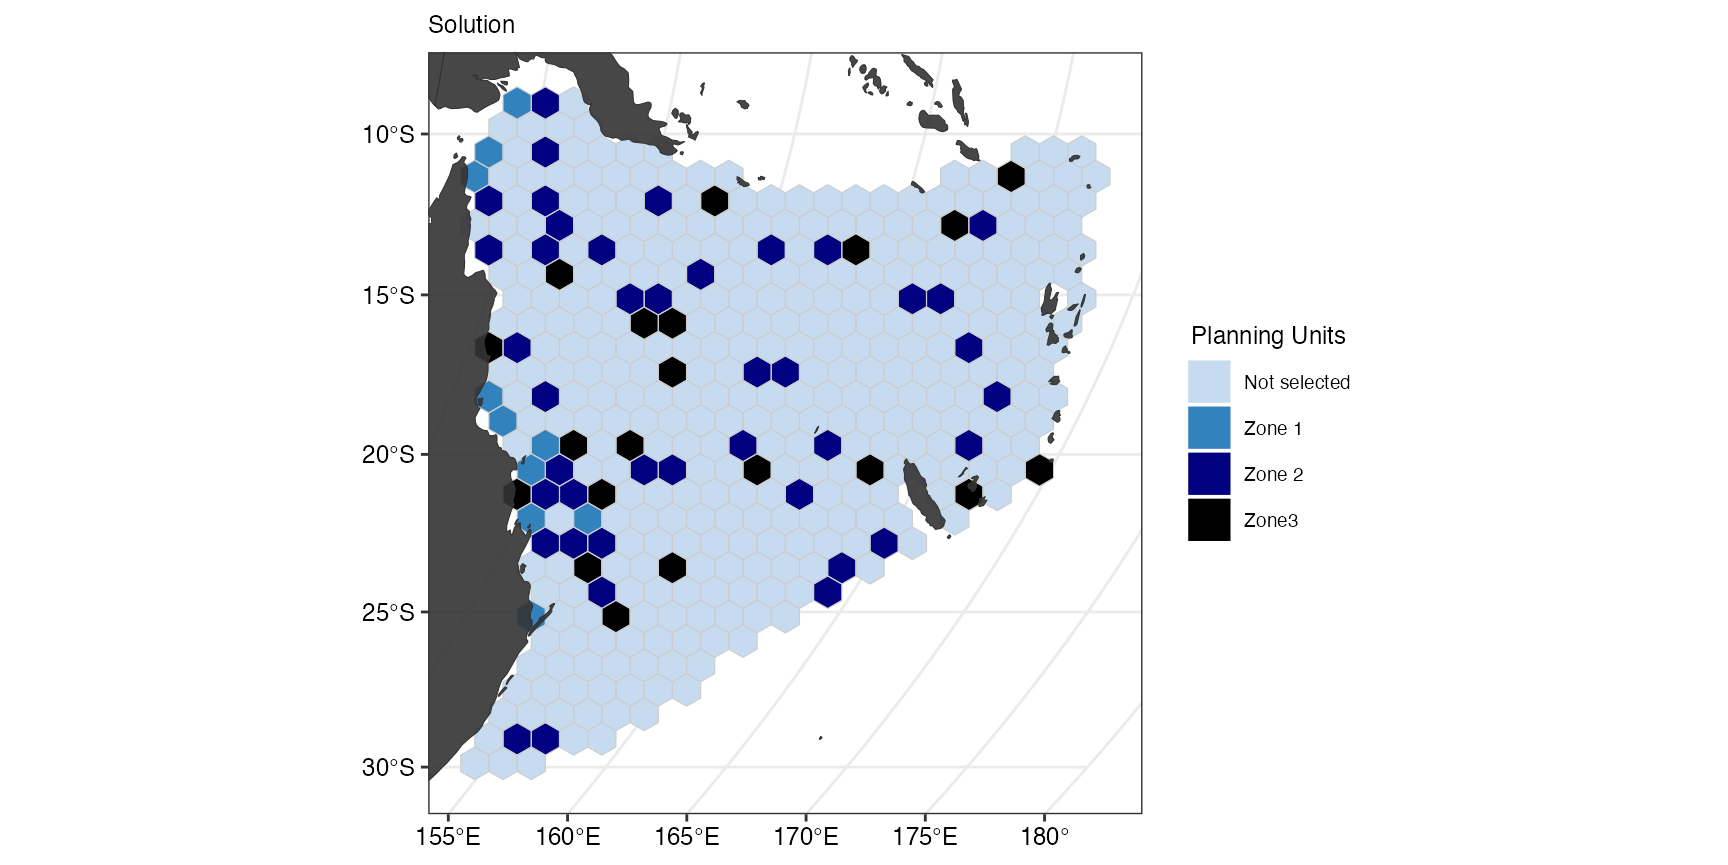 Solution
10°S
15°S
20°S
25°S
30°S
155°E 160°E 165°E 170°E 175°E 180°
Planning Units
Not selected
Zone 1
Zone 2
Zone3